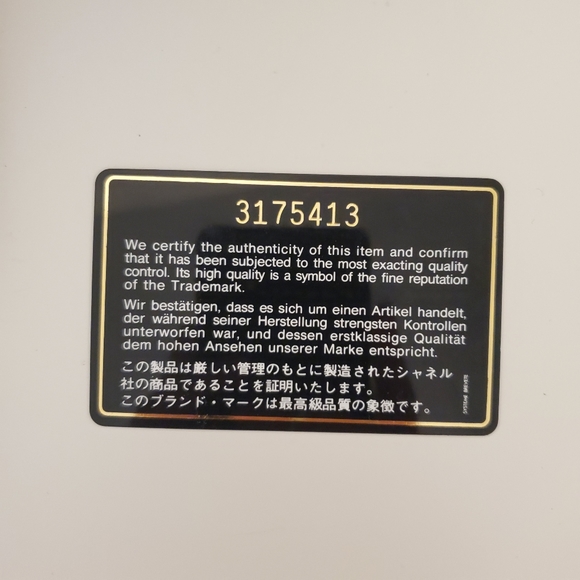 3175413
We certify the authenticity of this item and confirm
that it has been subjected to the most exacting quality
control. Its high quality is a symbol of the fine reputation
of the Trademark.
Wir bestätigen, dass es sich um einen Artikel handelt,
der während seiner Herstellung strengsten Kontrollen
unterworfen war, und dessen erstklassige Qualität
dem hohen Ansehen unserer Marke entspricht.
この製品は厳しい管理のもとに製造されたシャネル
社の商品であることを証明いたします。
このブランド・マークは最高級品質の象徴です。
SYSTEME BREVETE